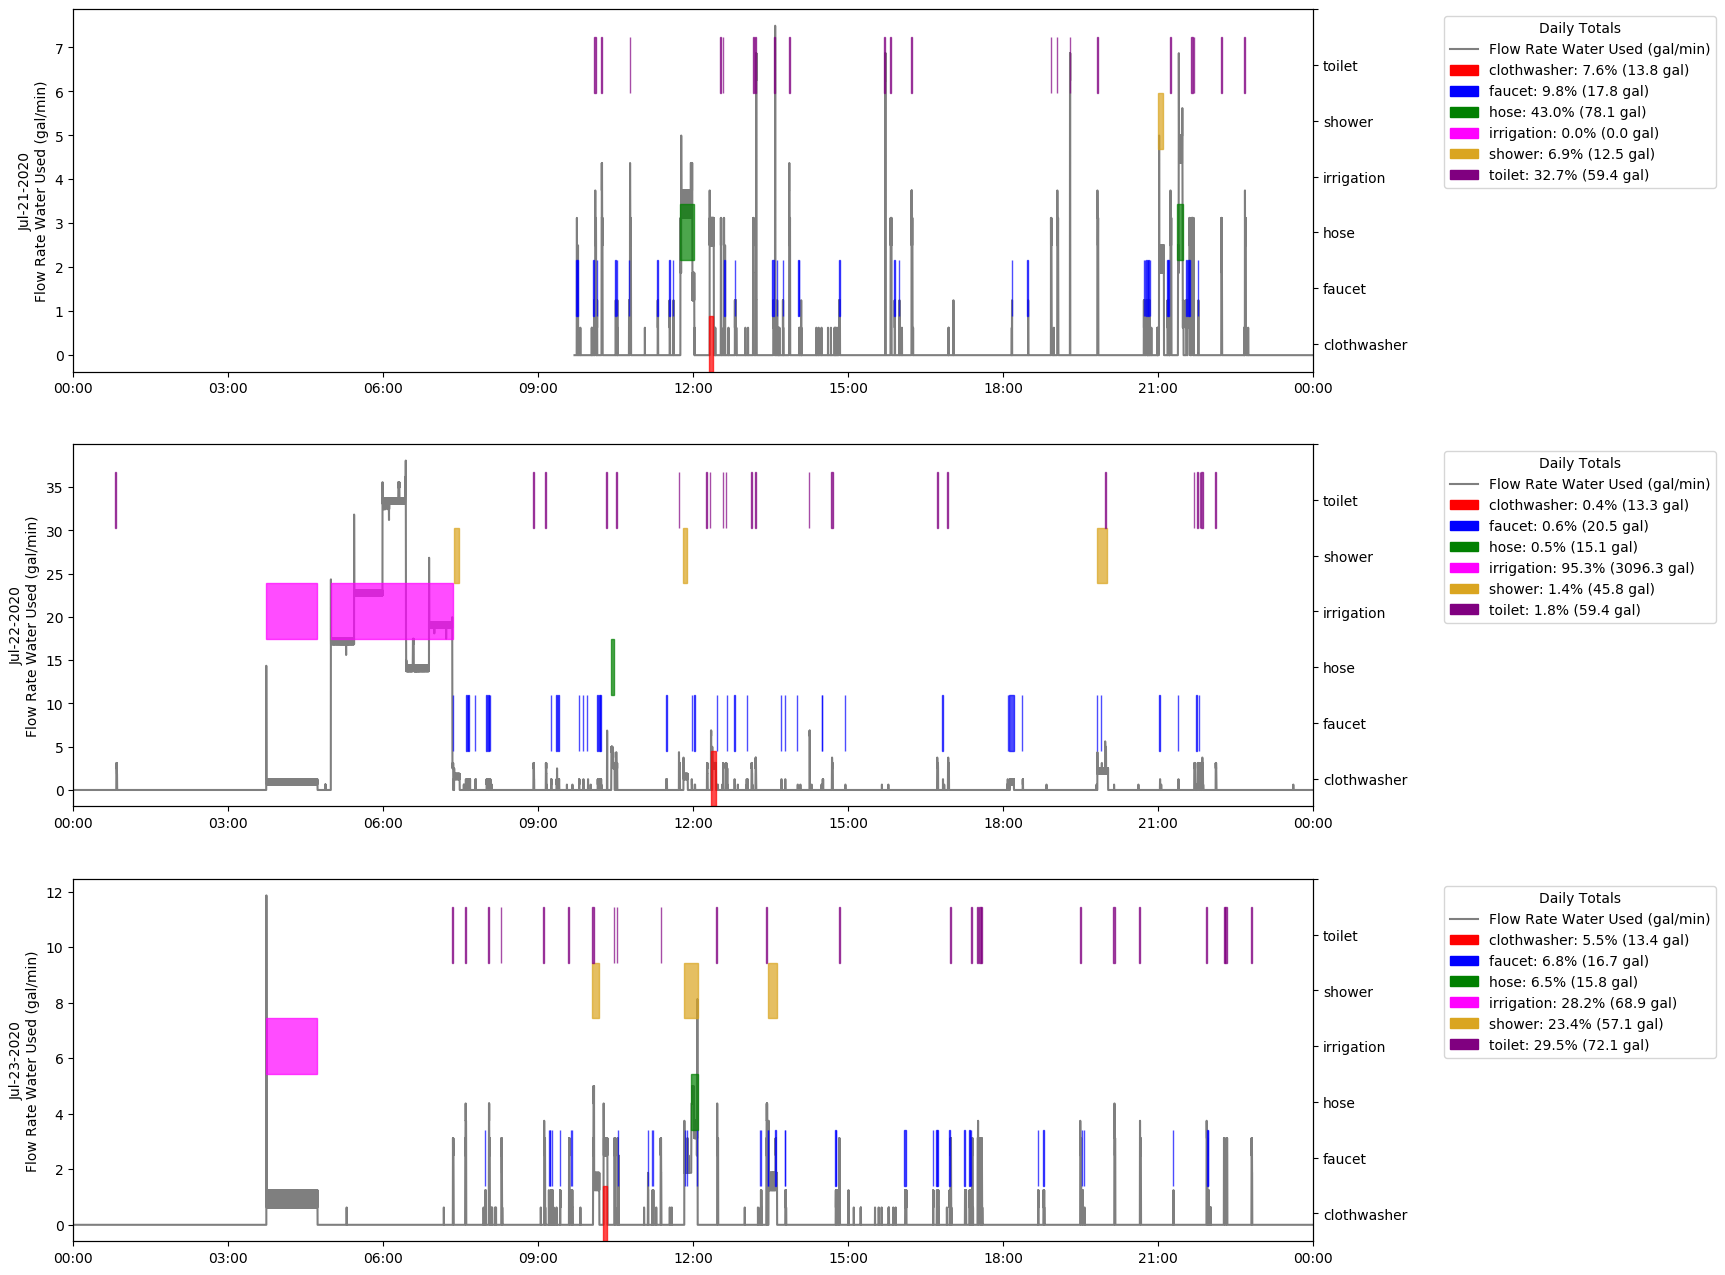 Jul-21-2020
Flow Rate Water Used (gal/min)
7
6
5
4
3
2
1
0
toilet
shower
irrigation
hose
faucet
clothwasher
00:00 03:00 06:00 09:00 12:00 15:00 18:00 21:00 00:00
Daily Totals
Flow Rate Water Used (gal/min)
clothwasher: 7.6% (13.8 gal)
faucet: 9.8% (17.8 gal)
hose: 43.0% (78.1 gal)
irrigation: 0.0% (0.0 gal)
shower: 6.9% (12.5 gal)
toilet: 32.7% (59.4 gal)
Jul-22-2020
Flow Rate Water Used (gal/min)
35
30
25
20
15
10
5
0
toilet
shower
irrigation
hose
faucet
clothwasher
00:00 03:00 06:00 09:00 12:00 15:00 18:00 21:00 00:00
Daily Totals
Flow Rate Water Used (gal/min)
clothwasher: 0.4% (13.3 gal)
faucet: 0.6% (20.5 gal)
hose: 0.5% (15.1 gal)
irrigation: 95.3% (3096.3 gal)
shower: 1.4% (45.8 gal)
toilet: 1.8% (59.4 gal)
Jul-23-2020
Flow Rate Water Used (gal/min)
12
10
8
6
4
2
0
toilet
shower
irrigation
hose
faucet
clothwasher
00:00 03:00 06:00 09:00 12:00 15:00 18:00 21:00 00:00
Daily Totals
Flow Rate Water Used (gal/min)
clothwasher: 5.5% (13.4 gal)
faucet: 6.8% (16.7 gal)
hose: 6.5% (15.8 gal)
irrigation: 28.2% (68.9 gal)
shower: 23.4% (57.1 gal)
toilet: 29.5% (72.1 gal)